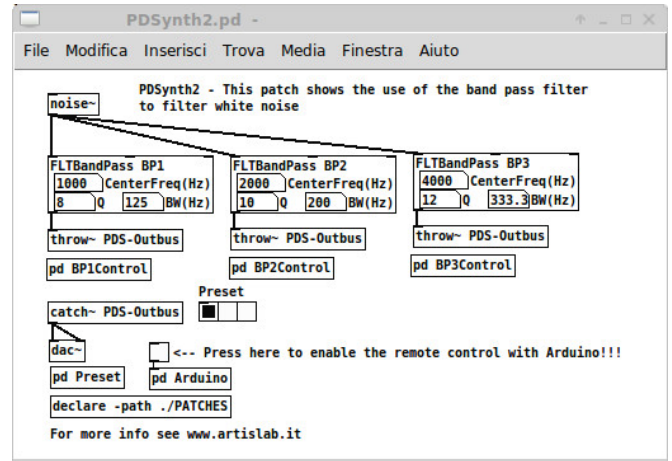 PDSynth2.pd -
File Modifica Inserisci Trova Media Finestra Aiuto
PDSynth2 - This patch shows the use of the band pass filter
to filter white noise
noise~
FLTBandPass BP1
1000 CenterFreq(Hz)
8 Q 125 BW(Hz)
FLTBandPass BP2
2000 CenterFreq(Hz)
10 Q 200 BW(Hz)
FLTBandPass BP3
4000 CenterFreq(Hz)
12 Q 333.3 BW(Hz)
throw~ PDS-Outbus
throw~ PDS-Outbus
throw~ PDS-Outbus
pd BP1Control
pd BP2Control
pd BP3Control
Preset
catch~ PDS-Outbus
dac~
<-- Press here to enable the remote control with Arduino!!!
pd Preset
pd Arduino
declare -path ./PATCHES
For more info see www.artislab.it